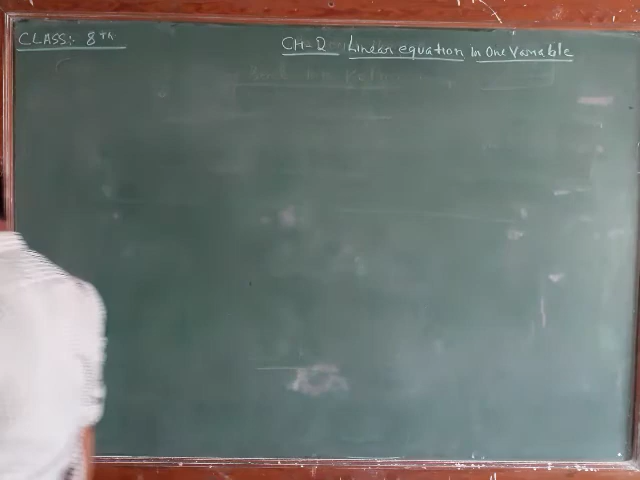 CLASS:- 8TH
CH-2 Linear equation in One Variable